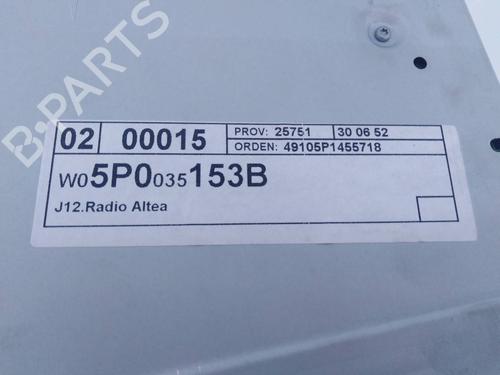 B-PARTS
02 00015 PROV: 25751 30 06 52
ORDEN: 49105P1455718
W05P0035153B
J12.Radio Altea